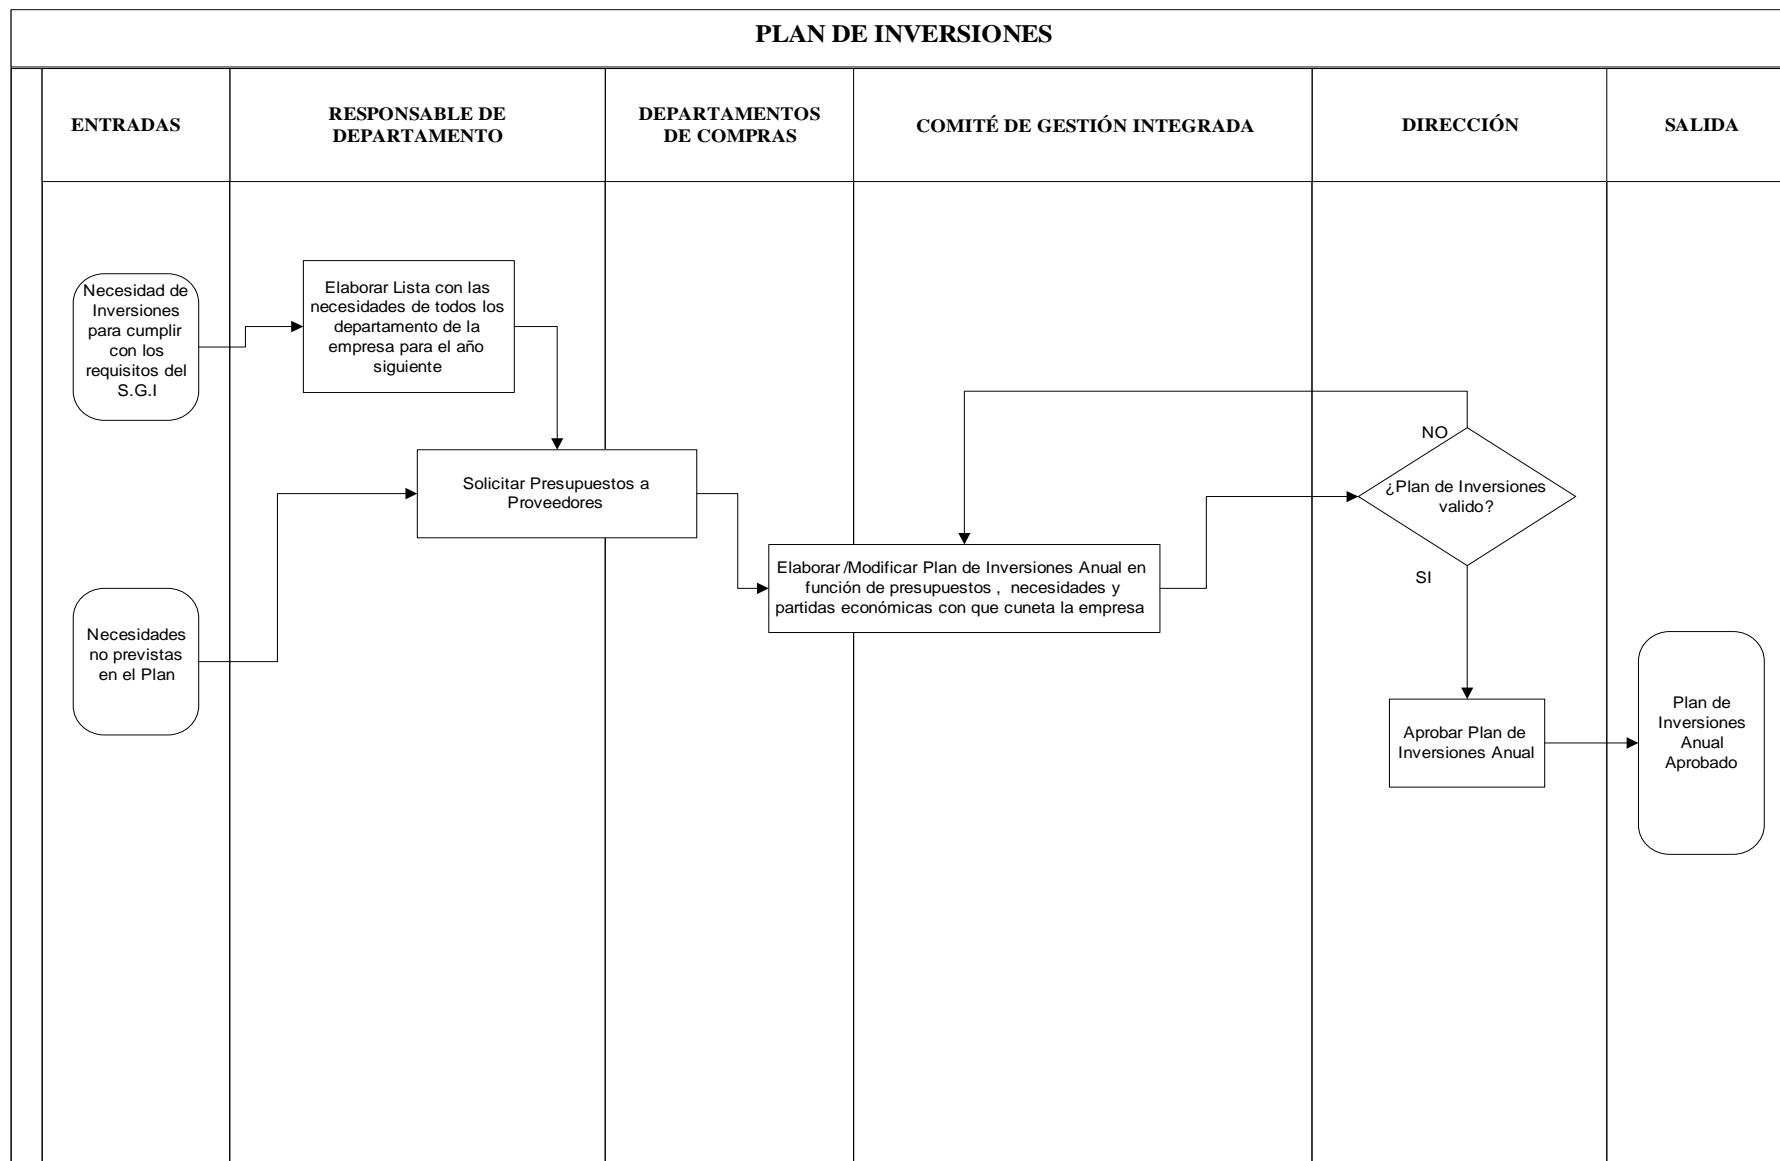 PLAN DE INVERSIONES
ENTRADAS
RESPONSABLE DE
DEPARTAMENTO
DEPARTAMENTOS
DE COMPRAS
COMITÉ DE GESTIÓN INTEGRADA
DIRECCIÓN
SALIDA
Necesidad de
Inversiones
para cumplir
con los
requisitos del
S.G.I
Elaborar Lista con las
necesidades de todos los
departamento de la
empresa para el año
siguiente
Solicitar Presupuestos a
Proveedores
NO
¿Plan de Inversiones
valido?
SI
Elaborar /Modificar Plan de Inversiones Anual en
función de presupuestos , necesidades y
partidas económicas con que cuneta la empresa
Necesidades
no previstas
en el Plan
Aprobar Plan de
Inversiones Anual
Plan de
Inversiones
Anual
Aprobado